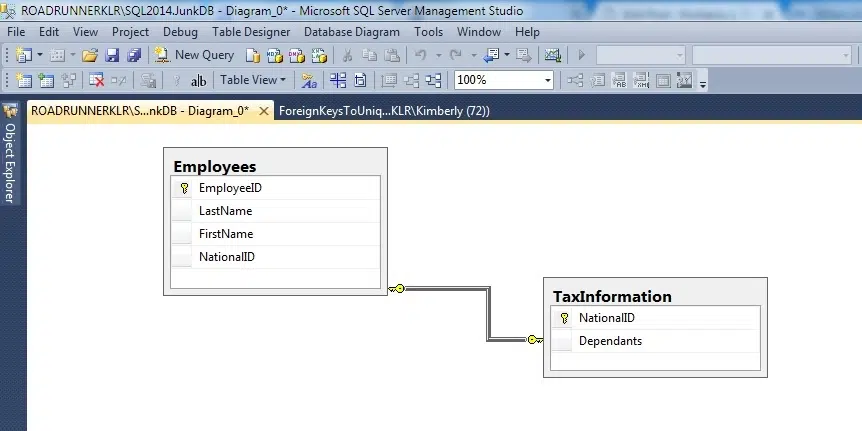 ROADRUNNERKLR\SQL2014.JunkDB - Diagram_0* - Microsoft SQL Server Management Studio
File Edit View Project Debug Table Designer Database Diagram Tools Window Help
New Query
ab| Table View 100%
ROADRUNNERKLR\S...nkDB - Diagram_0* ForeignKeysToUniq...KLR\Kimberly (72))
Object Explorer
Employees
EmployeeID
LastName
FirstName
NationalID
TaxInformation
NationalID
Dependants